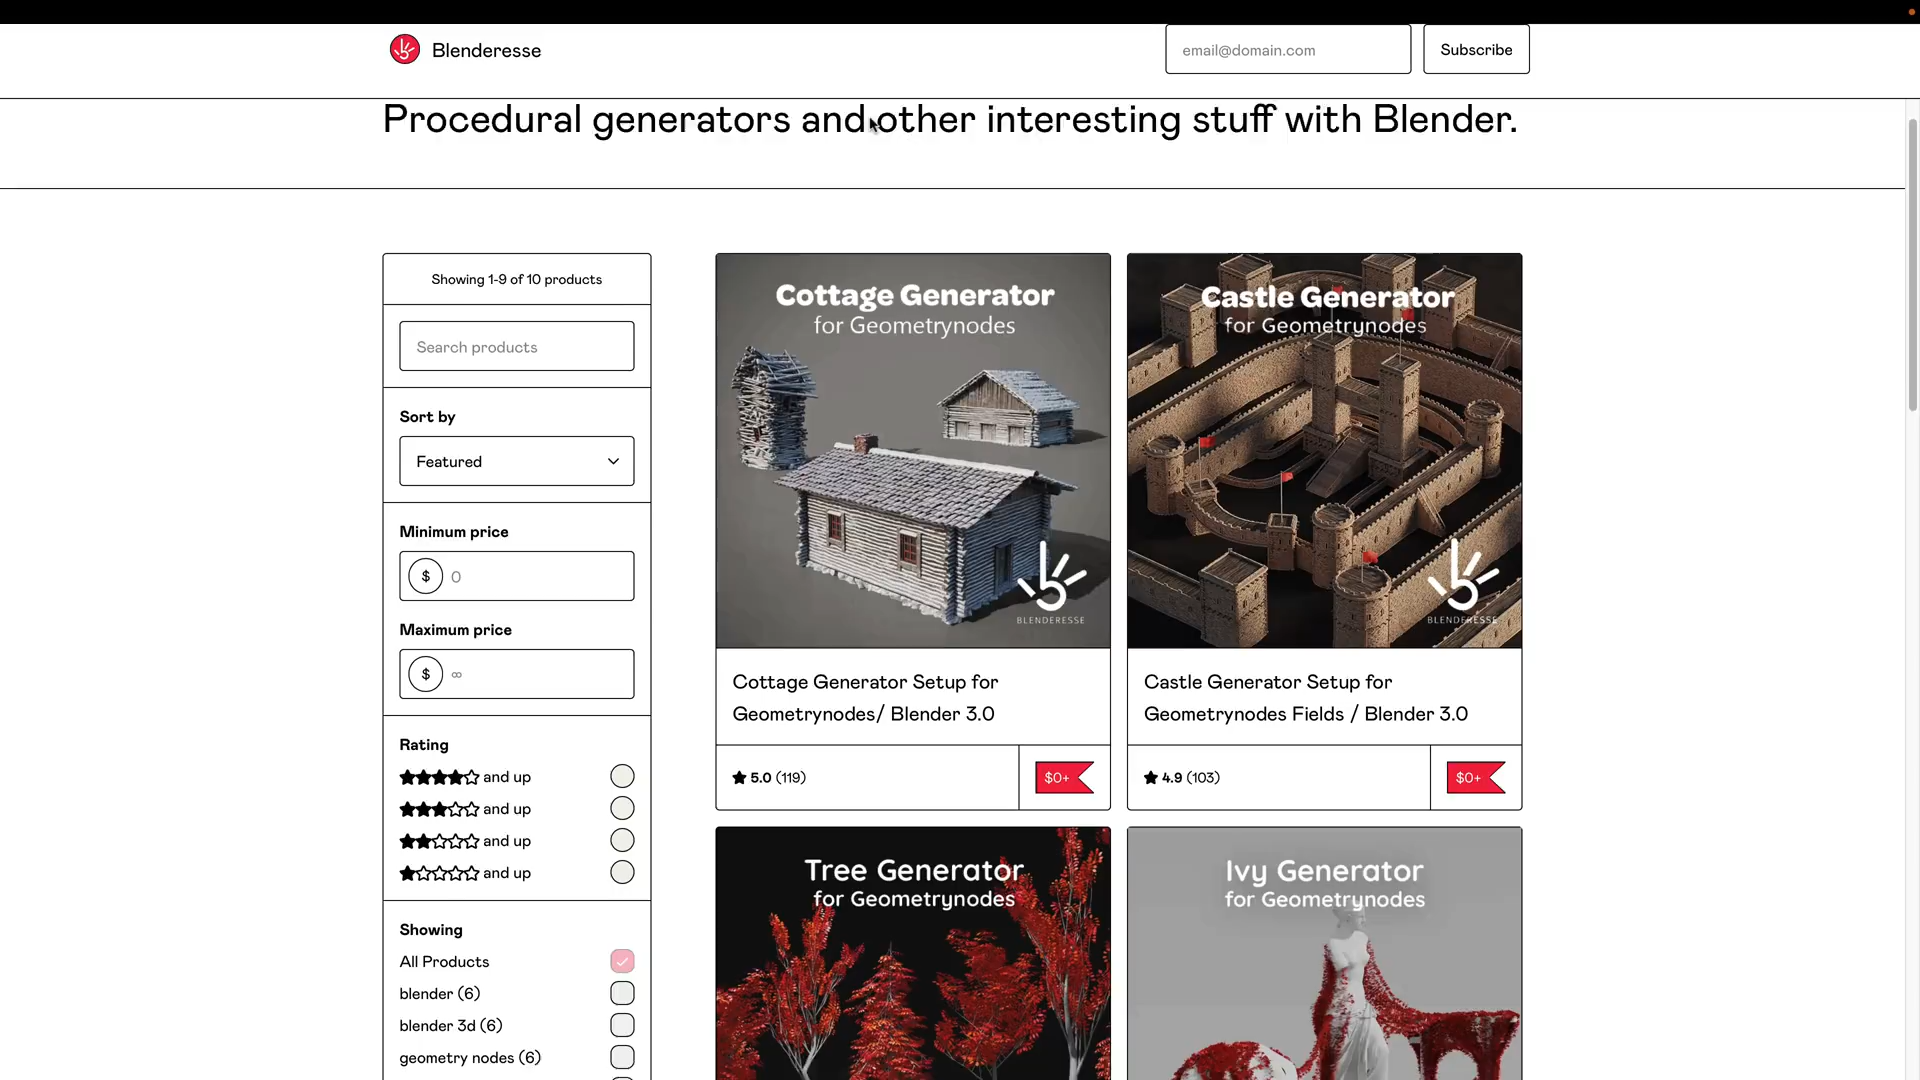 Blenderesse
email@domain.com
Subscribe
Procedural generators and other interesting stuff with Blender.
Showing 1-9 of 10 products
Search products
Sort by
Featured
Minimum price
$ 0
Maximum price
$ ∞
Rating
and up
and up
and up
and up
Showing
All Products
blender (6)
blender 3d (6)
geometry nodes (6)
Cottage Generator
for Geometrynodes
BLENDERESSE
Cottage Generator Setup for
Geometrynodes/ Blender 3.0
5.0 (119)
$0+
Castle Generator
for Geometrynodes
BLENDERESSE
Castle Generator Setup for
Geometrynodes Fields / Blender 3.0
4.9 (103)
$0+
Tree Generator
for Geometrynodes
Ivy Generator
for Geometrynodes